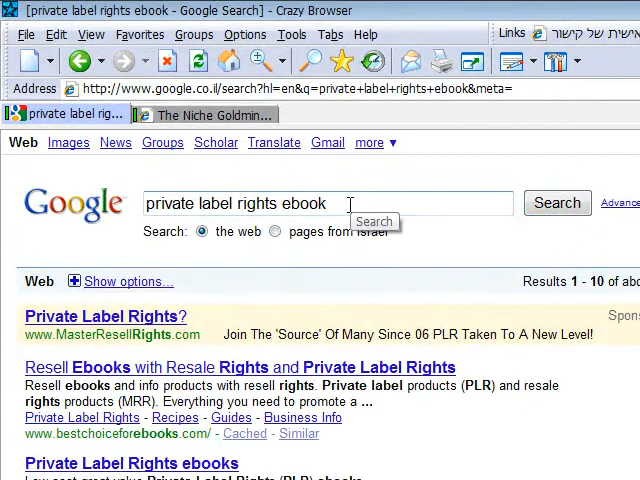 [private label rights ebook - Google Search] - Crazy Browser
File Edit View Favorites Groups Options Tools Tabs Help
Links אישית של קישור
Address http://www.google.co.il/search?hl=en&q=private+label+rights+ebook&meta=
private label rig... The Niche Goldmin...
Web Images News Groups Scholar Translate Gmail more ▼
Google private label rights ebook Search Advance
Search
Search: the web pages from Israel
Web Show options... Results 1 - 10 of abo
Private Label Rights? Spons
www.MasterResellRights.com Join The 'Source' Of Many Since 06 PLR Taken To A New Level!
Resell Ebooks with Resale Rights and Private Label Rights
Resell ebooks and info products with resell rights. Private label products (PLR) and resale
rights products (MRR). Everything you need to promote a ...
Private Label Rights - Recipes - Guides - Business Info
www.bestchoiceforebooks.com/ - Cached - Similar
Private Label Rights ebooks